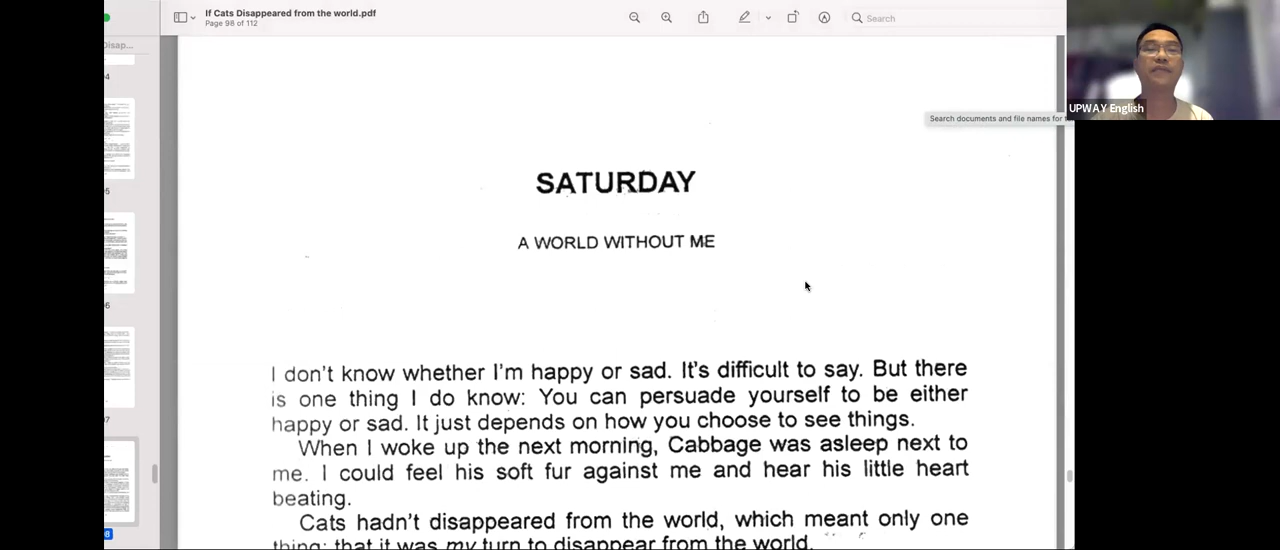 If Cats Disappeared from the world.pdf
Page 98 of 112
Search
UPWAY English
Search documents and file names for
SATURDAY
A WORLD WITHOUT ME
I don't know whether I'm happy or sad. It's difficult to say. But there
is one thing I do know: You can persuade yourself to be either
happy or sad. It just depends on how you choose to see things.
When I woke up the next morning, Cabbage was asleep next to
me. I could feel his soft fur against me and hear his little heart
beating.
Cats hadn't disappeared from the world, which meant only one
thing: that it was my turn to disappear from the world.